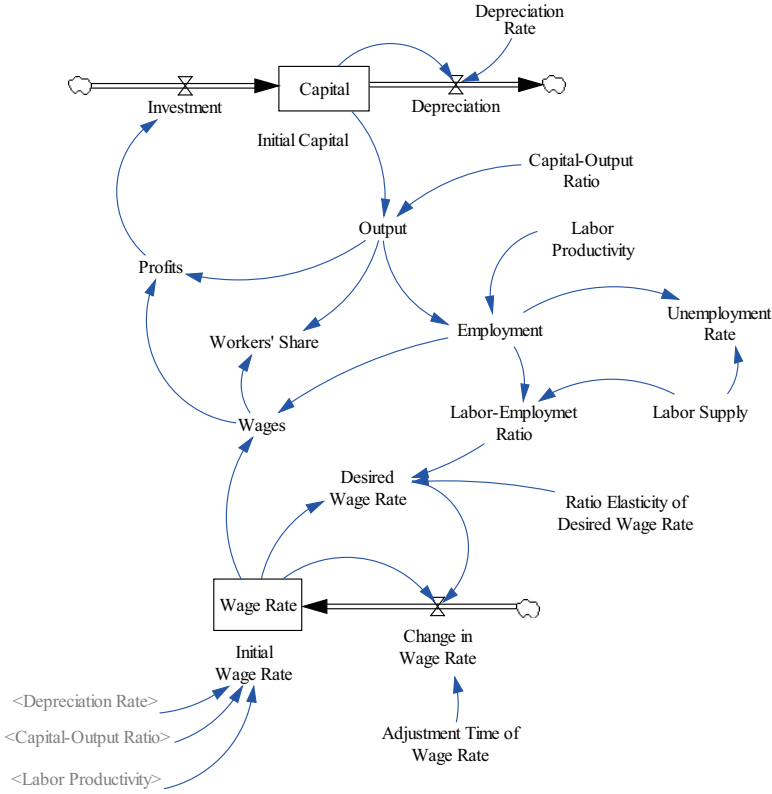 Depreciation
Rate
Capital
Investment
Depreciation
Initial Capital
Capital-Output
Ratio
Output
Labor
Productivity
Profits
Unemployment
Rate
Employment
Workers' Share
Labor-Employmet
Ratio
Labor Supply
Wages
Desired
Wage Rate
Ratio Elasticity of
Desired Wage Rate
Wage Rate
Change in
Wage Rate
Initial
Wage Rate
<Depreciation Rate>
<Capital-Output Ratio>
Adjustment Time of
Wage Rate
<Labor Productivity>